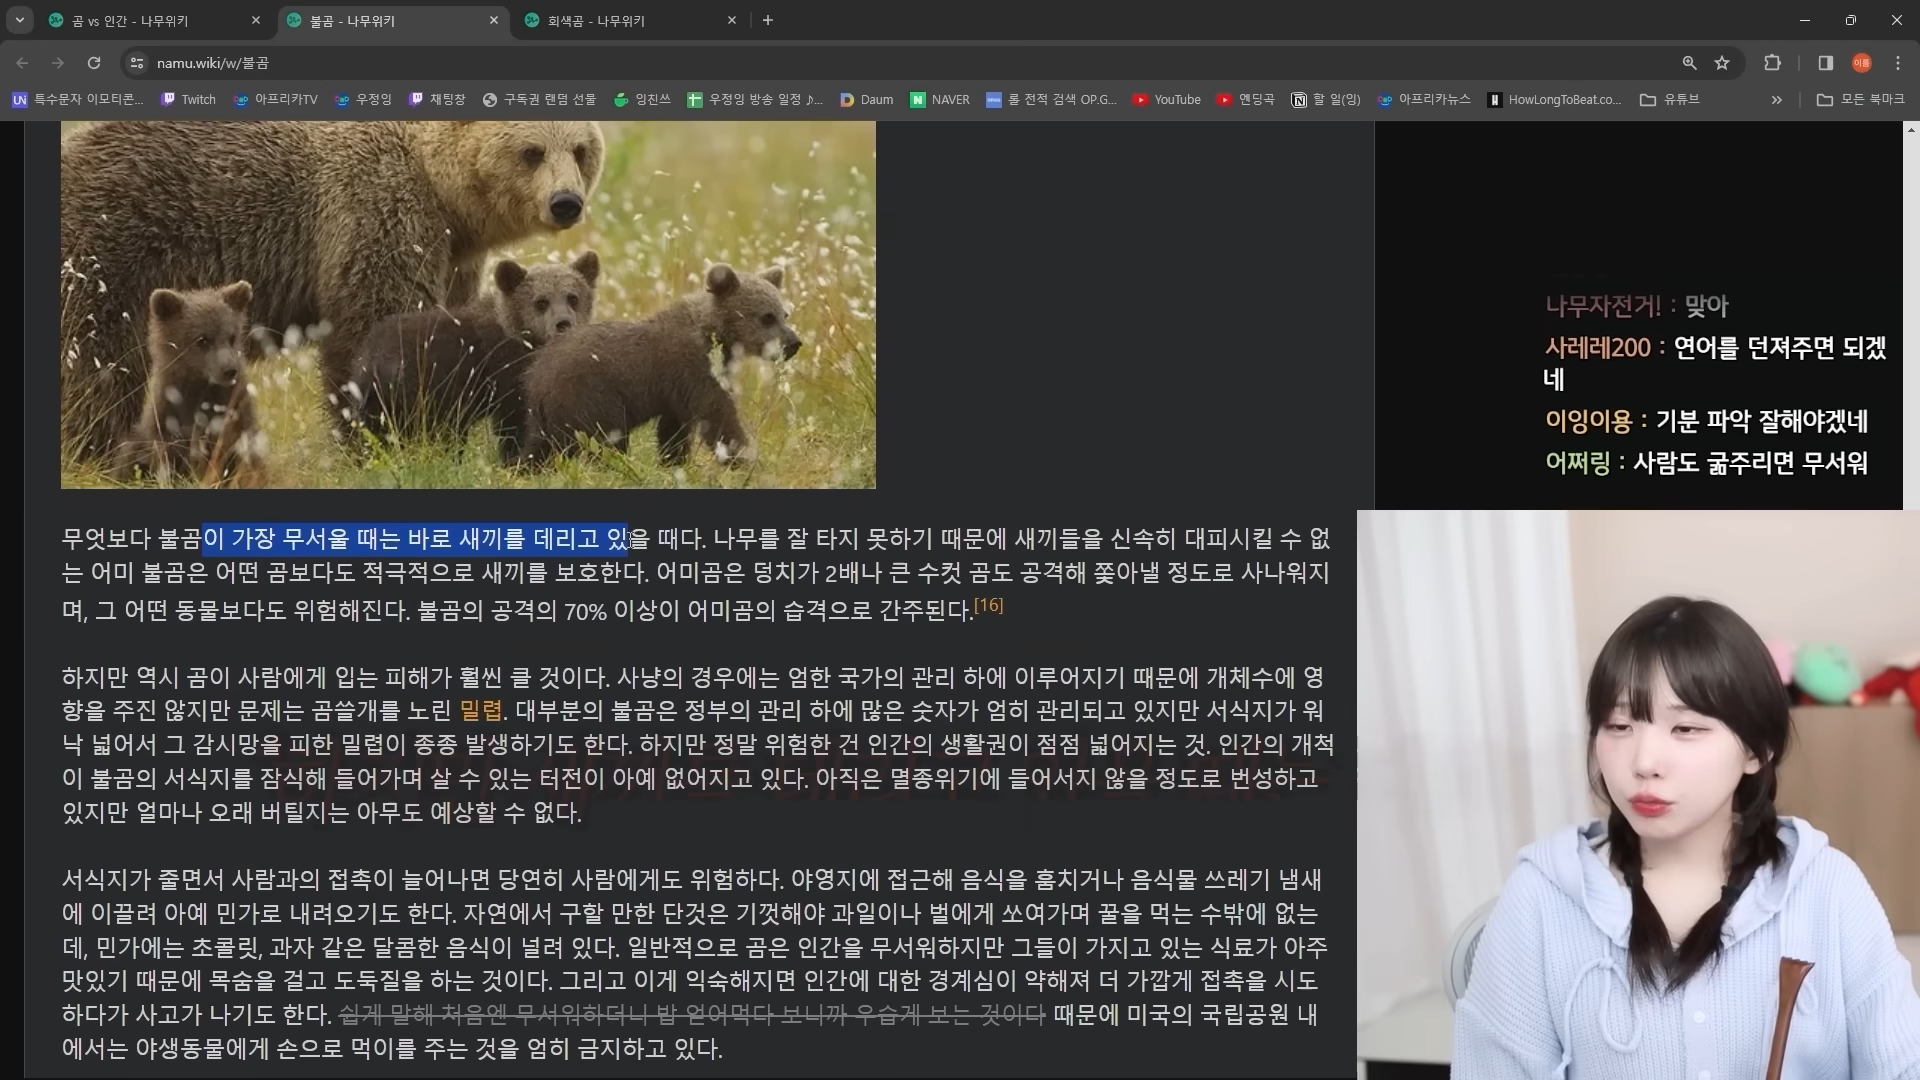 곰 vs 인간 - 나무위키
불곰 - 나무위키
회색곰 - 나무위키
namu.wiki/w/불곰
이름
특수문자 이모티콘...
Twitch
아프리카TV
우정잉
채팅창
구독권 랜덤 선물
잉친쓰
우정잉 방송 일정 ♪...
Daum
NAVER
롤 전적 검색 OP.G...
YouTube
옌딩곡
할 일(잉)
아프리카뉴스
HowLongToBeat.co...
유튜브
모든 북마크
나무자전거! : 맞아
사레레200 : 연어를 던져주면 되겠
네
이잉이용 : 기분 파악 잘해야겠네
어쩌링 : 사람도 굶주리면 무서워
무엇보다 불곰이 가장 무서울 때는 바로 새끼를 데리고 있을 때다. 나무를 잘 타지 못하기 때문에 새끼들을 신속히 대피시킬 수 없
는 어미 불곰은 어떤 곰보다도 적극적으로 새끼를 보호한다. 어미곰은 덩치가 2배나 큰 수컷 곰도 공격해 쫓아낼 정도로 사나워지
며, 그 어떤 동물보다도 위험해진다. 불곰의 공격의 70% 이상이 어미곰의 습격으로 간주된다.[16]
하지만 역시 곰이 사람에게 입는 피해가 훨씬 클 것이다. 사냥의 경우에는 엄한 국가의 관리 하에 이루어지기 때문에 개체수에 영
향을 주진 않지만 문제는 곰쓸개를 노린 밀렵. 대부분의 불곰은 정부의 관리 하에 많은 숫자가 엄히 관리되고 있지만 서식지가 워
낙 넓어서 그 감시망을 피한 밀렵이 종종 발생하기도 한다. 하지만 정말 위험한 건 인간의 생활권이 점점 넓어지는 것. 인간의 개척
이 불곰의 서식지를 잠식해 들어가며 살 수 있는 터전이 아예 없어지고 있다. 아직은 멸종위기에 들어서지 않을 정도로 번성하고
있지만 얼마나 오래 버틸지는 아무도 예상할 수 없다.
서식지가 줄면서 사람과의 접촉이 늘어나면 당연히 사람에게도 위험하다. 야영지에 접근해 음식을 훔치거나 음식물 쓰레기 냄새
에 이끌려 아예 민가로 내려오기도 한다. 자연에서 구할 만한 단것은 기껏해야 과일이나 벌에게 쏘여가며 꿀을 먹는 수밖에 없는
데, 민가에는 초콜릿, 과자 같은 달콤한 음식이 널려 있다. 일반적으로 곰은 인간을 무서워하지만 그들이 가지고 있는 식료가 아주
맛있기 때문에 목숨을 걸고 도둑질을 하는 것이다. 그리고 이게 익숙해지면 인간에 대한 경계심이 약해져 더 가깝게 접촉을 시도
하다가 사고가 나기도 한다. 쉽게 말해 처음엔 무서워하더니 밥 얻어먹다 보니까 우습게 보는 것이다 때문에 미국의 국립공원 내
에서는 야생동물에게 손으로 먹이를 주는 것을 엄히 금지하고 있다.